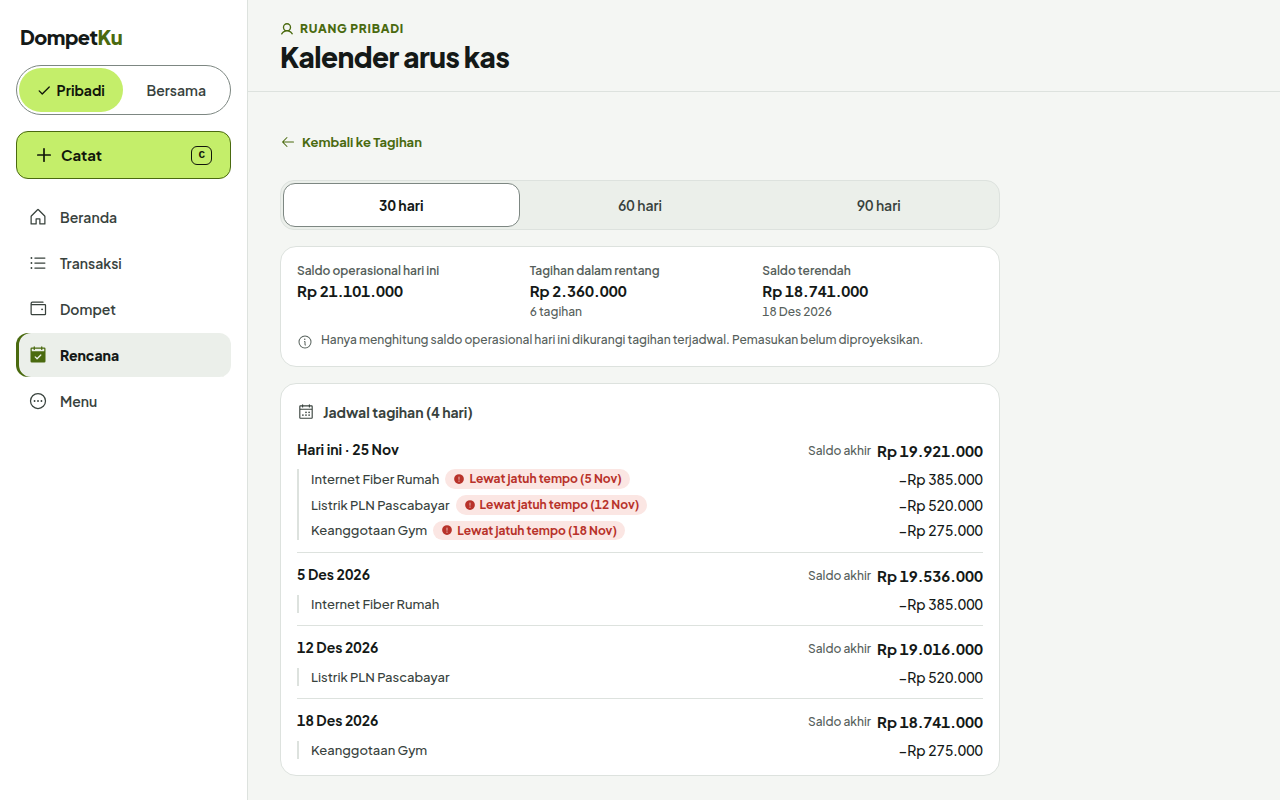 DompetKu
Pribadi
Bersama
Catat
C
Beranda
Transaksi
Dompet
Rencana
Menu
RUANG PRIBADI
Kalender arus kas
Kembali ke Tagihan
30 hari
60 hari
90 hari
Saldo operasional hari ini
Rp 21.101.000
Tagihan dalam rentang
Rp 2.360.000
6 tagihan
Saldo terendah
Rp 18.741.000
18 Des 2026
Hanya menghitung saldo operasional hari ini dikurangi tagihan terjadwal. Pemasukan belum diproyeksikan.
Jadwal tagihan (4 hari)
Hari ini · 25 Nov Saldo akhir Rp 19.921.000
Internet Fiber Rumah Lewat jatuh tempo (5 Nov) −Rp 385.000
Listrik PLN Pascabayar Lewat jatuh tempo (12 Nov) −Rp 520.000
Keanggotaan Gym Lewat jatuh tempo (18 Nov) −Rp 275.000
5 Des 2026 Saldo akhir Rp 19.536.000
Internet Fiber Rumah −Rp 385.000
12 Des 2026 Saldo akhir Rp 19.016.000
Listrik PLN Pascabayar −Rp 520.000
18 Des 2026 Saldo akhir Rp 18.741.000
Keanggotaan Gym −Rp 275.000